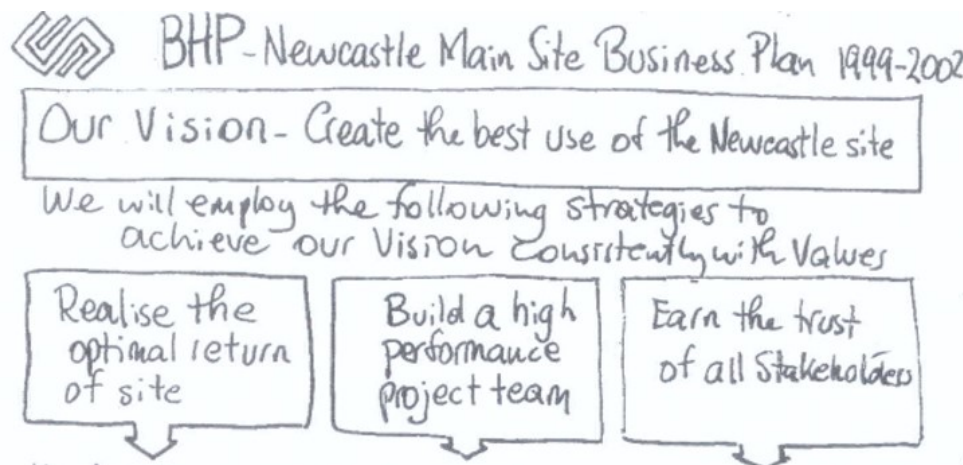 BHP-Newcastle Main Site Business Plan 1999-2002
Our Vision - Create the best use of the Newcastle site
We will employ the following strategies to
achieve our Vision Consistently with Values
Realise the
optimal return
of site
Build a high
performance
project team
Earn the trust
of all Stakeholders